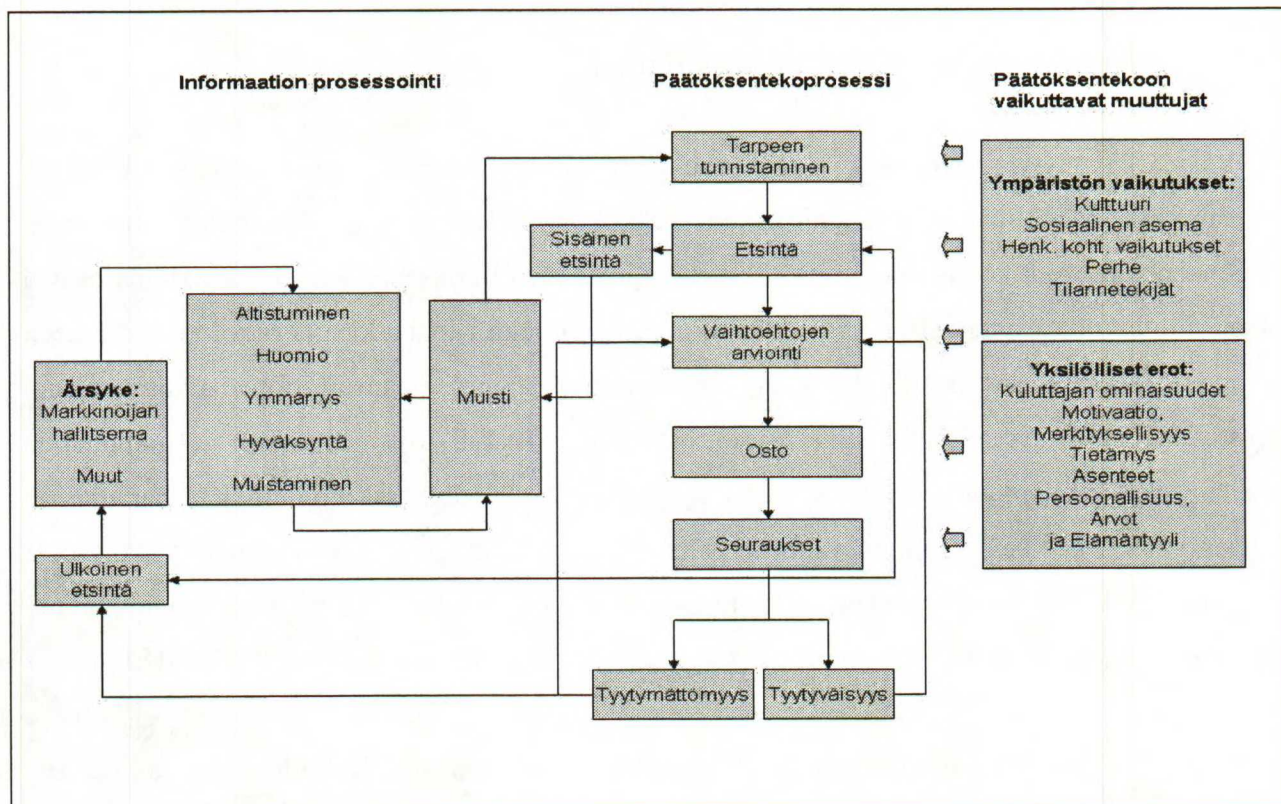 Informaation prosessointi
Päätöksentekoprosessi
Päätöksentekoon
vaikuttavat muuttujat
Ärsyke:
Markkinoijan
hallitsema
Muut
Ulkoinen
etsintä
Altistuminen
Huomio
Ymmärrys
Hyväksyntä
Muistaminen
Muisti
Sisäinen
etsintä
Tarpeen
tunnistaminen
Etsintä
Vaihtoehtojen
arviointi
Osto
Seuraukset
Tyytymättömyys
Tyytyväisyys
Ympäristön vaikutukset:
Kulttuuri
Sosiaalinen asema
Henk. koht. vaikutukset
Perhe
Tilannetekijät
Yksilölliset erot:
Kuluttajan ominaisuudet
Motivaatio,
Merkityksellisyys
Tietämys
Asenteet
Persoonallisuus,
Arvot
ja Elämäntyyli